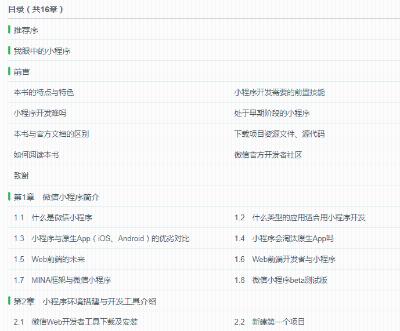 目录（共16章）
推荐序
我眼中的小程序
前言
本书的特点与特色 小程序开发需要的前置技能
小程序开发难吗 处于早期阶段的小程序
本书与官方文档的区别 下载项目资源文件、源代码
如何阅读本书 微信官方开发者社区
致谢
第1章 微信小程序简介
1.1 什么是微信小程序 1.2 什么类型的应用适合用小程序开发
1.3 小程序与原生App（iOS、Android）的优劣对比 1.4 小程序会淘汰原生App吗
1.5 Web前端的未来 1.6 Web前端开发者与小程序
1.7 MINA框架与微信小程序 1.8 微信小程序beta测试版
第2章 小程序环境搭建与开发工具介绍
2.1 微信Web开发者工具下载及安装 2.2 新建第一个项目